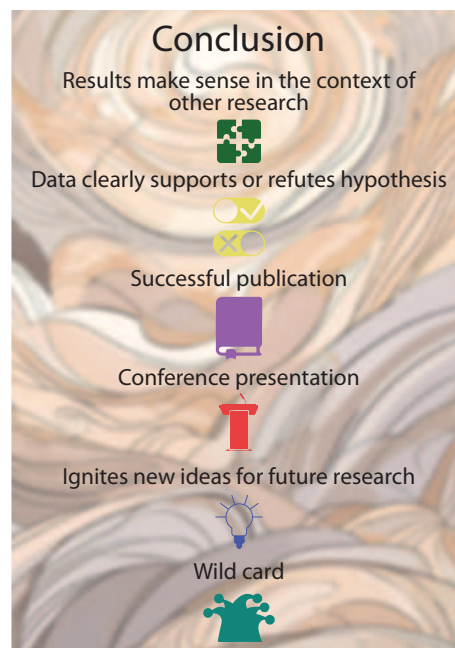 Conclusion
Results make sense in the context of
other research
Data clearly supports or refutes hypothesis
Successful publication
Conference presentation
Ignites new ideas for future research
Wild card